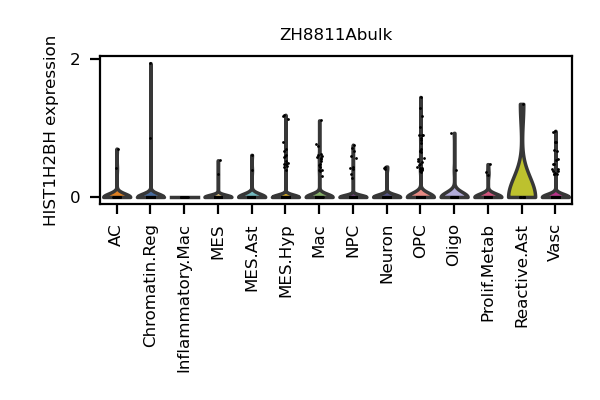 ZH8811Abulk
HIST1H2BH expression
2
0
AC
Chromatin.Reg
Inflammatory.Mac
MES
MES.Ast
MES.Hyp
Mac
NPC
Neuron
OPC
Oligo
Prolif.Metab
Reactive.Ast
Vasc